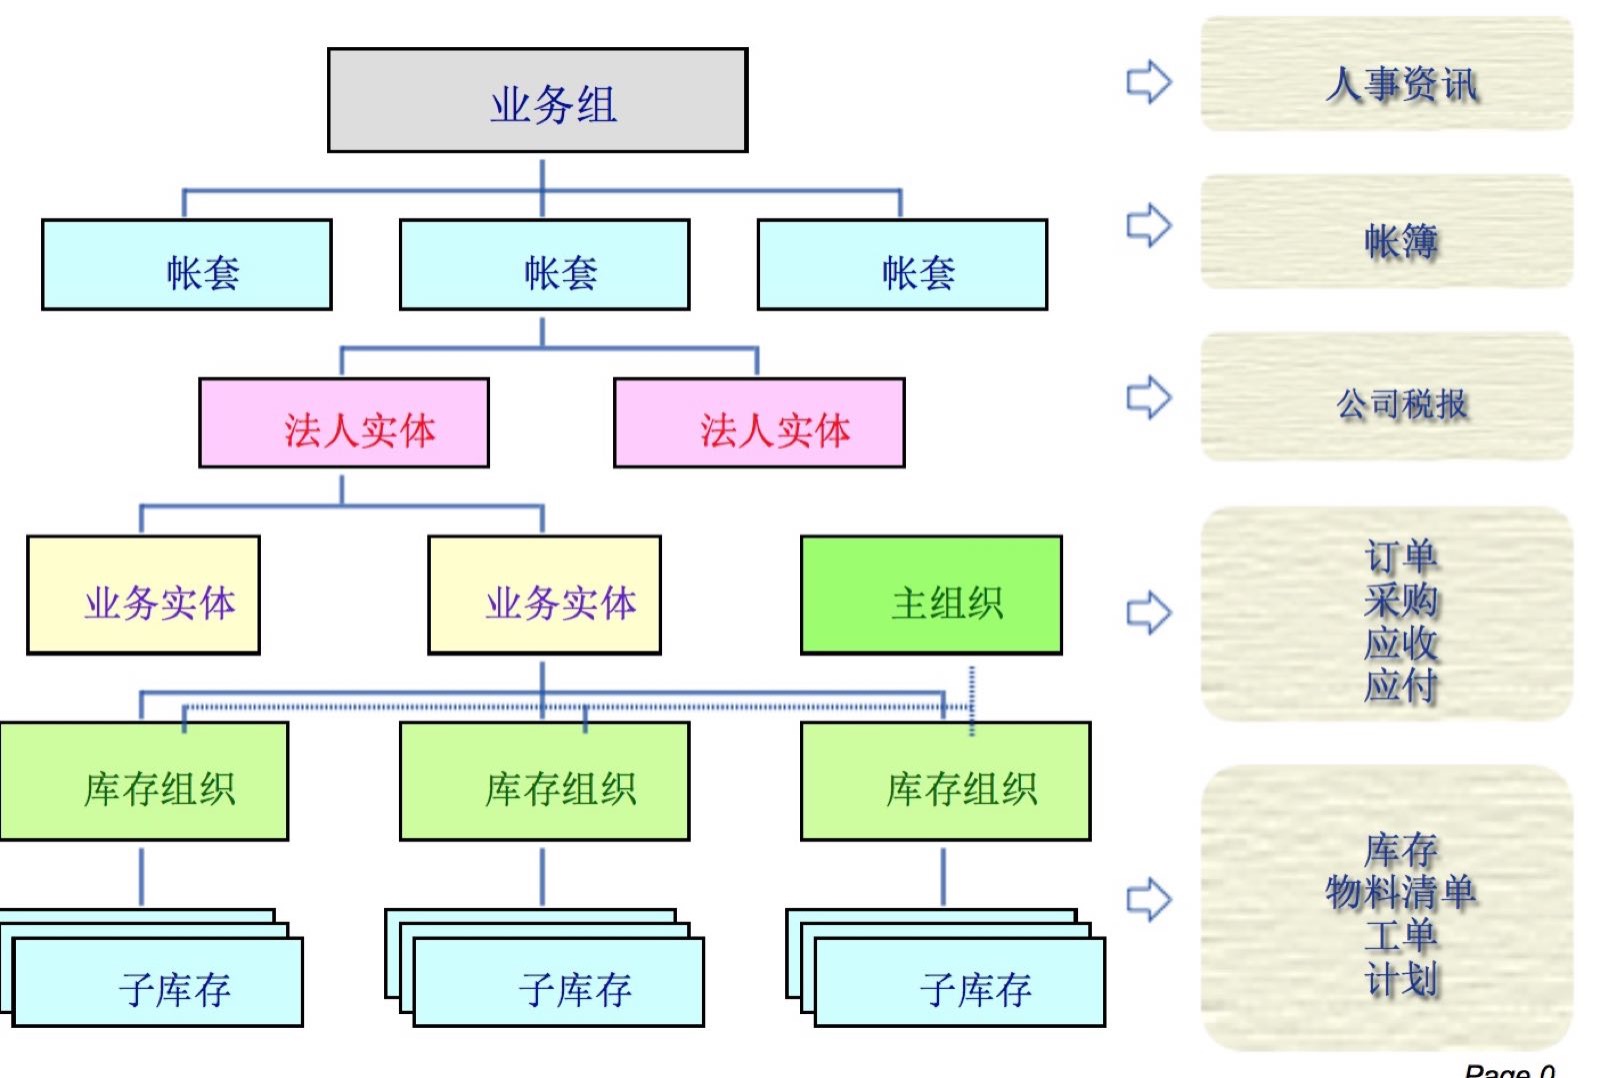 业务组
人事资讯
帐套
帐套
帐套
帐簿
法人实体
法人实体
公司税报
业务实体
业务实体
主组织
订单
采购
应收
应付
库存组织
库存组织
库存组织
库存
物料清单
工单
计划
子库存
子库存
子库存
Page 0